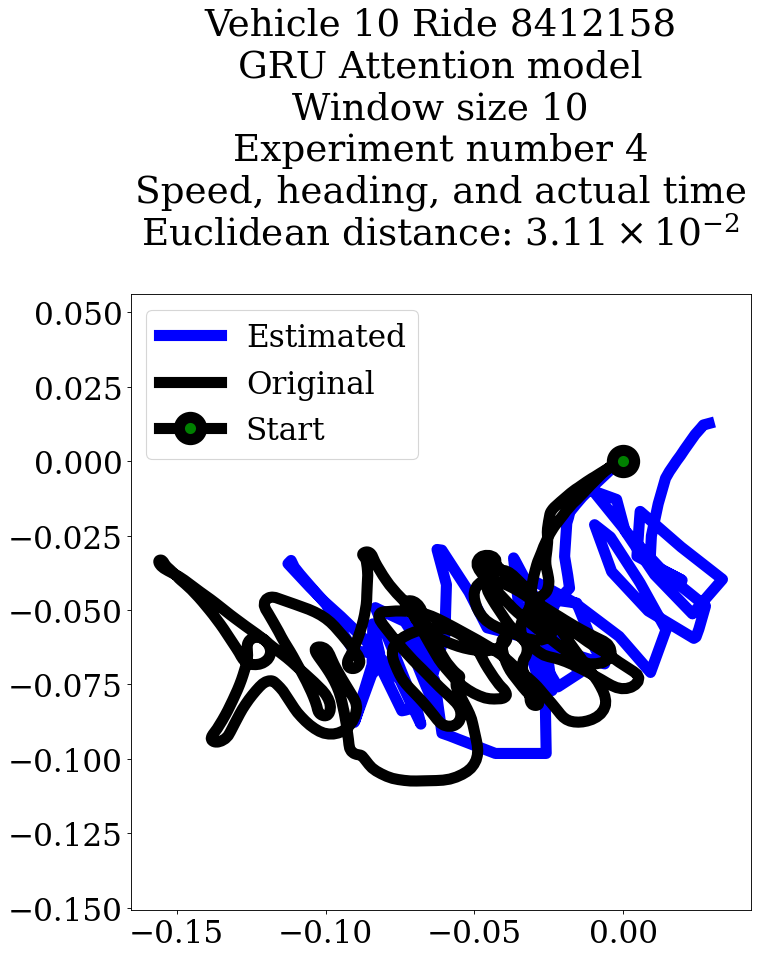 Vehicle 10 Ride 8412158
GRU Attention model
Window size 10
Experiment number 4
Speed, heading, and actual time
Euclidean distance: 3.11 × 10⁻²
Estimated
Original
Start
0.050
0.025
0.000
−0.025
−0.050
−0.075
−0.100
−0.125
−0.150
−0.15 −0.10 −0.05 0.00